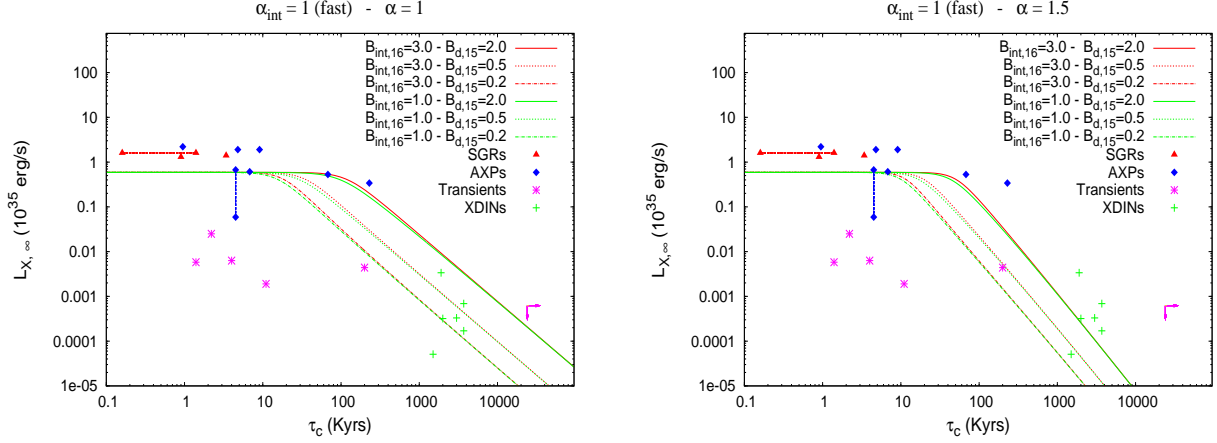 α_int = 1 (fast) - α = 1
B_int,16=3.0 - B_d,15=2.0
B_int,16=3.0 - B_d,15=0.5
B_int,16=3.0 - B_d,15=0.2
B_int,16=1.0 - B_d,15=2.0
B_int,16=1.0 - B_d,15=0.5
B_int,16=1.0 - B_d,15=0.2
SGRs
AXPs
Transients
XDINs
L_X, ∞ (10^35 erg/s)
100
10
1
0.1
0.01
0.001
0.0001
1e-05
0.1 1 10 100 1000 10000
τ_c (Kyrs)
α_int = 1 (fast) - α = 1.5
B_int,16=3.0 - B_d,15=2.0
B_int,16=3.0 - B_d,15=0.5
B_int,16=3.0 - B_d,15=0.2
B_int,16=1.0 - B_d,15=2.0
B_int,16=1.0 - B_d,15=0.5
B_int,16=1.0 - B_d,15=0.2
SGRs
AXPs
Transients
XDINs
L_X, ∞ (10^35 erg/s)
100
10
1
0.1
0.01
0.001
0.0001
1e-05
0.1 1 10 100 1000 10000
τ_c (Kyrs)